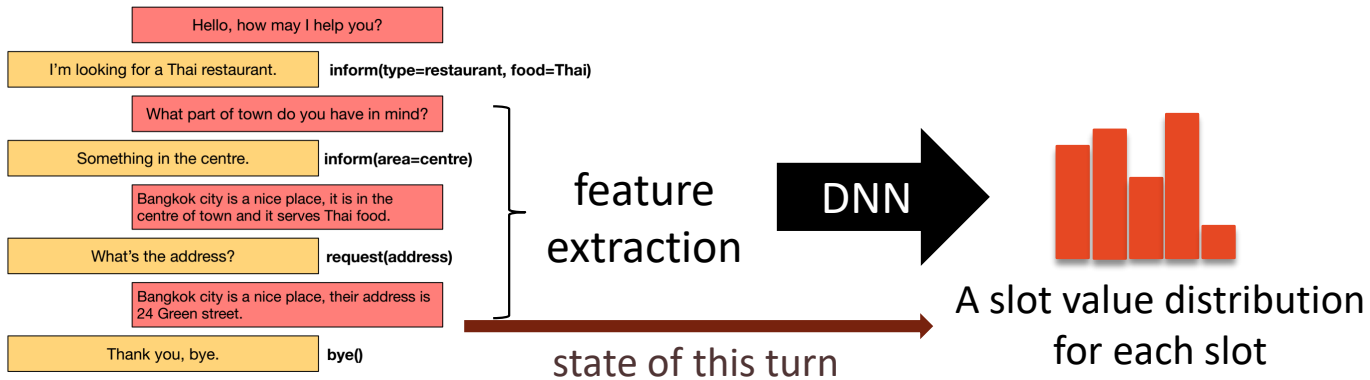 Hello, how may I help you?
I'm looking for a Thai restaurant.
inform(type=restaurant, food=Thai)
What part of town do you have in mind?
Something in the centre.
inform(area=centre)
Bangkok city is a nice place, it is in the
centre of town and it serves Thai food.
What's the address?
request(address)
Bangkok city is a nice place, their address is
24 Green street.
Thank you, bye.
bye()
feature
extraction
DNN
state of this turn
A slot value distribution
for each slot